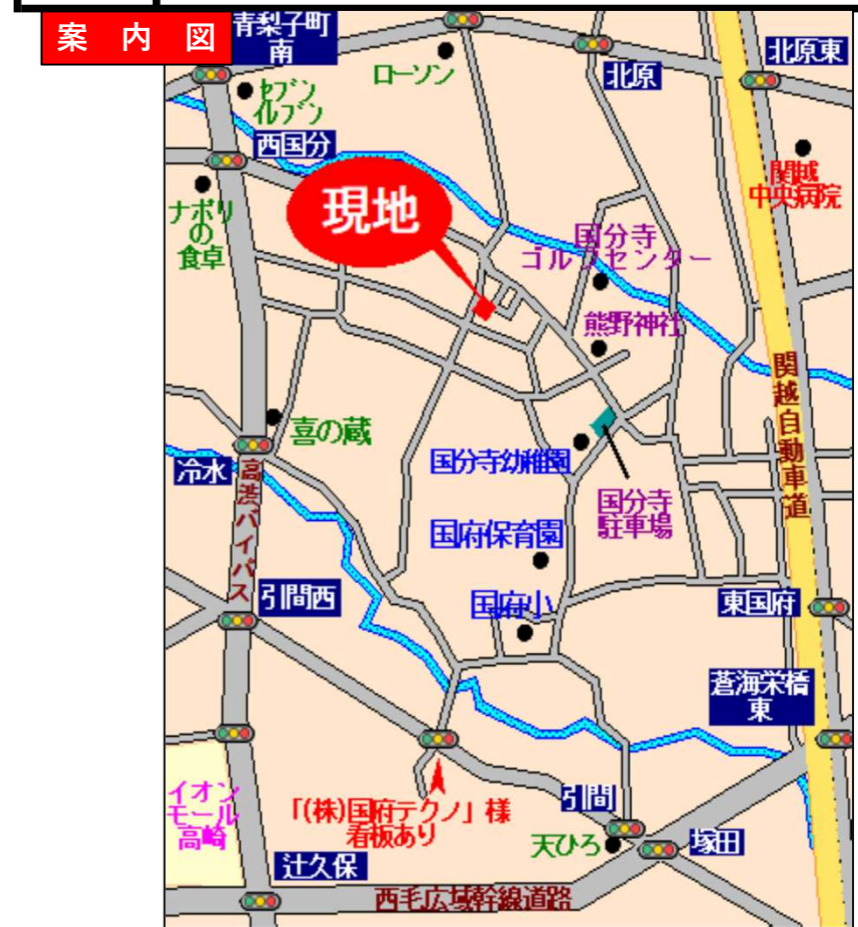 案内図
青梨子町
南
ローソン
北原
北原東
セブン
イレブン
西国分
関越
中央病院
現地
ナポリ
の
食卓
国分寺
ゴルフセンター
熊野神社
関越自動車道
喜の蔵
国分寺幼稚園
冷水
高渋バイパス
国分寺
駐車場
国府保育園
引間西
国府小
東国府
蒼海栄橋
東
イオン
モール
高崎
「(株)国府テクノ」様
看板あり
引間
天ひろ
塚田
辻久保
西毛広域幹線道路